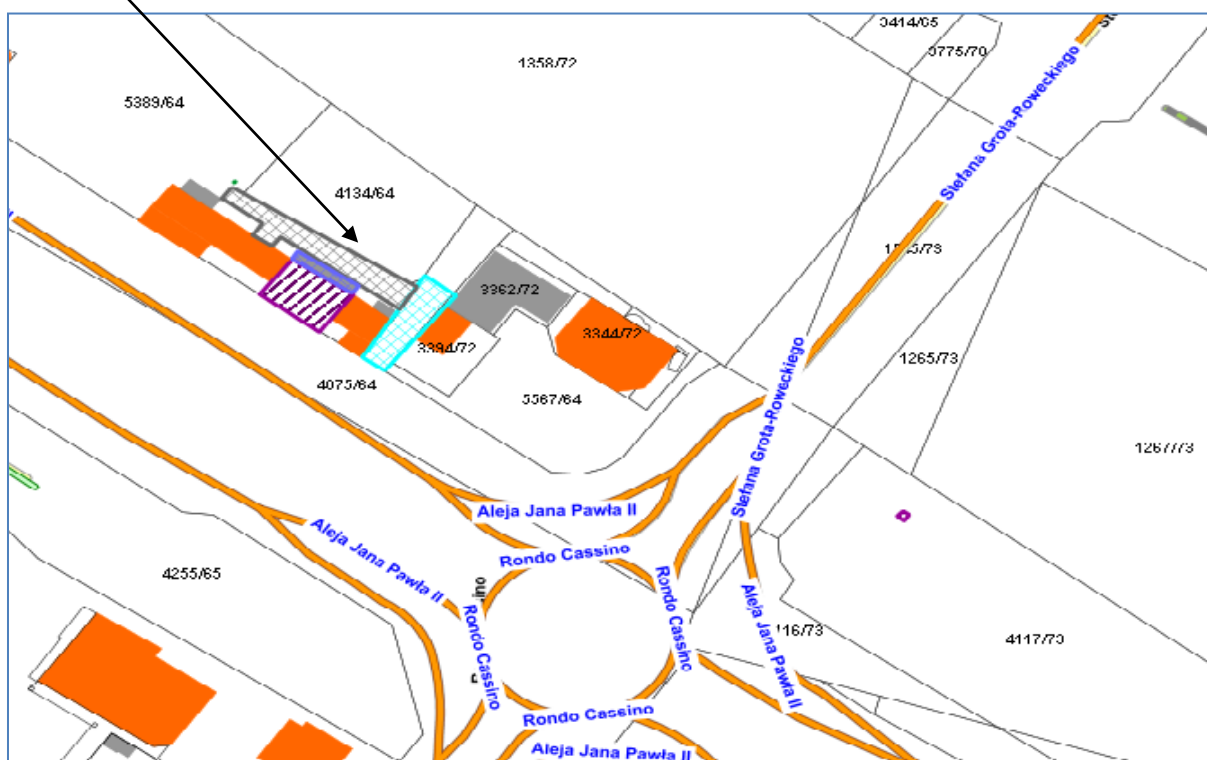 3414/65
3775/70
1358/72
5389/64
Stefana Grota-Roweckiego
4134/64
3362/72
3344/72
3394/72
1265/73
4075/64
5567/64
Stefana Grota-Roweckiego
1267/73
Aleja Jana Pawła II
Aleja Jana Pawła II
Rondo Cassino
4255/65
Rondo Cassino
Rondo Cassino
Aleja Jana Pawła II
4117/73
Rondo Cassino
Aleja Jana Pawła II